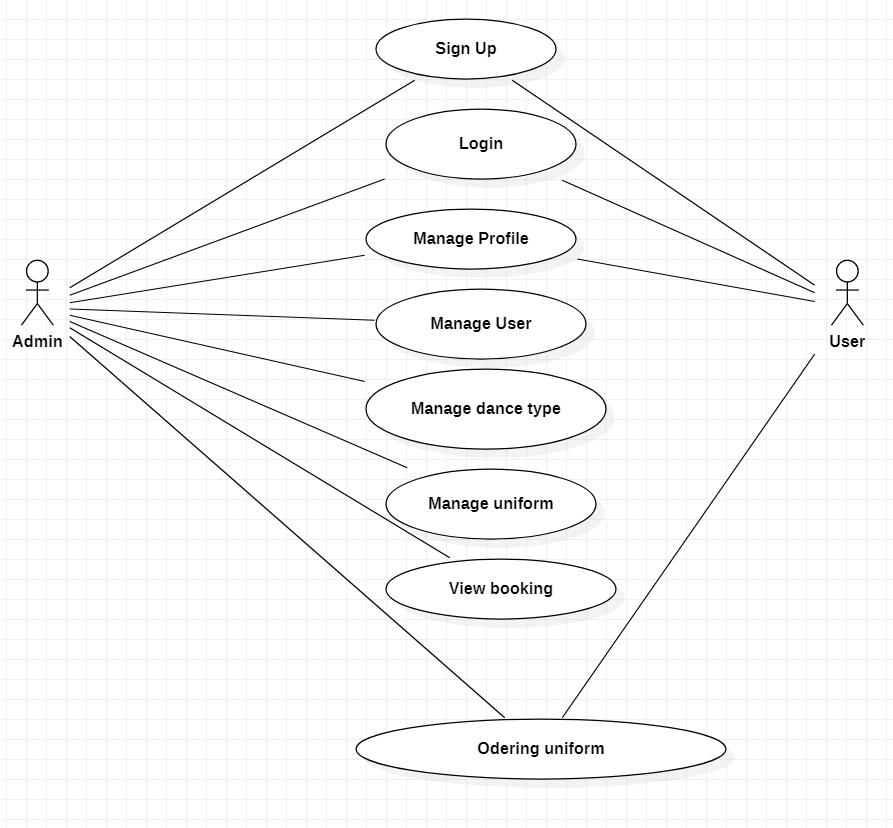 Sign Up
Login
Manage Profile
Manage User
Admin
User
Manage dance type
Manage uniform
View booking
Odering uniform